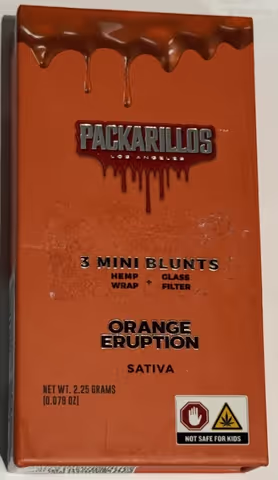 PACKARILLOS™
LOS ANGELES
3 MINI BLUNTS
HEMP WRAP + GLASS FILTER
ORANGE
ERUPTION
SATIVA
NET WT. 2.25 GRAMS
(0.079 OZ)
NOT SAFE FOR KIDS